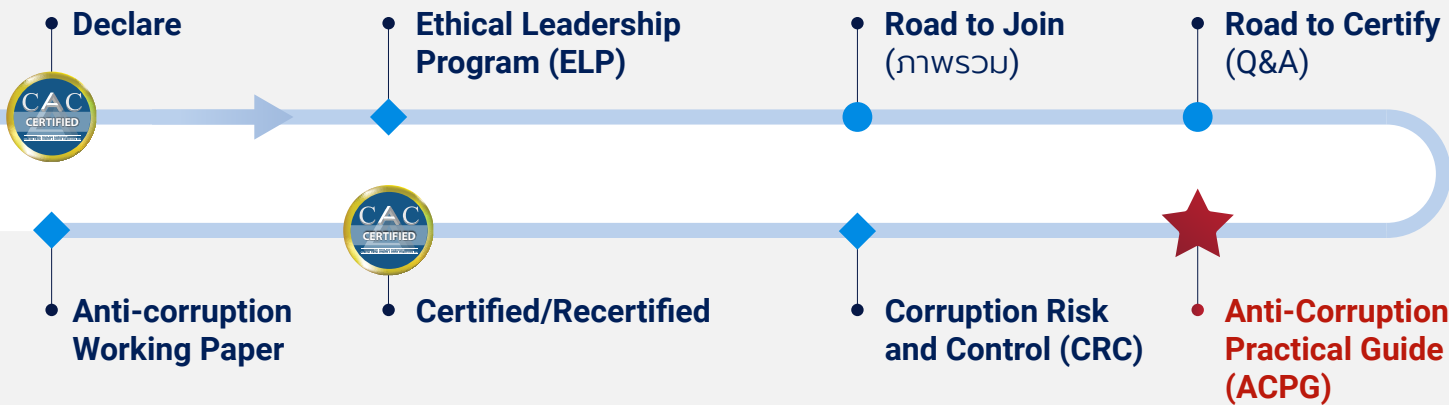 Declare
Ethical Leadership
Program (ELP)
Road to Join
(ภาพรวม)
Road to Certify
(Q&A)
CAC
CERTIFIED
CAC
CERTIFIED
Anti-corruption
Working Paper
Certified/Recertified
Corruption Risk
and Control (CRC)
Anti-Corruption
Practical Guide
(ACPG)